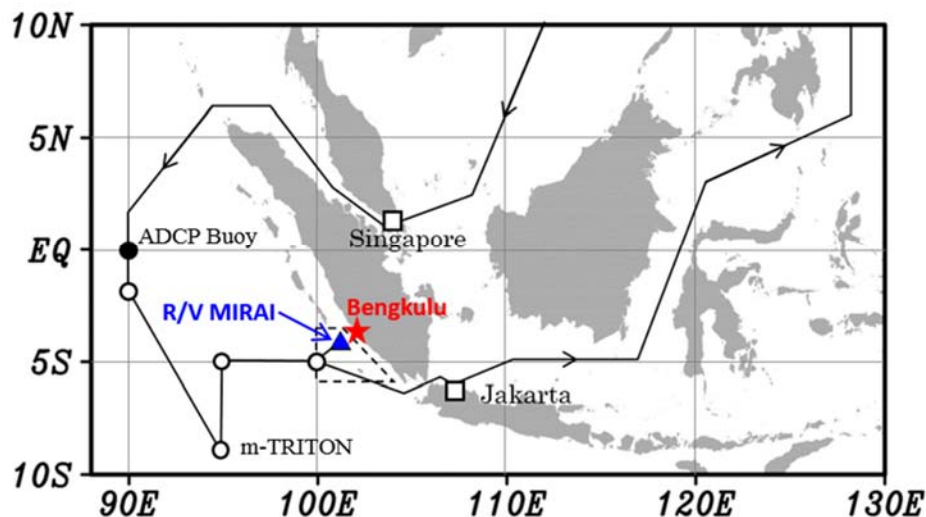 10N
5N
EQ
5S
10S
ADCP Buoy
Singapore
R/V MIRAI
Bengkulu
Jakarta
m-TRITON
90E 100E 110E 120E 130E